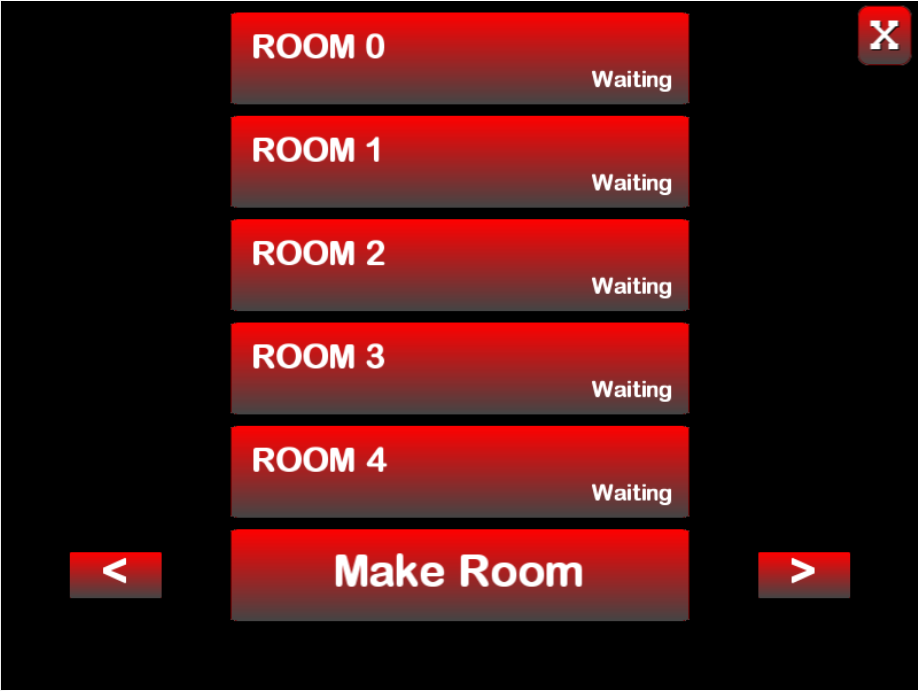 ROOM 0
X
Waiting
ROOM 1
Waiting
ROOM 2
Waiting
ROOM 3
Waiting
ROOM 4
Waiting
< Make Room >